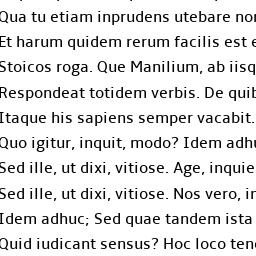 Qua tu etiam inprudens utebare non
Et harum quidem rerum facilis est e
Stoicos roga. Que Manilium, ab iisq
Respondeat totidem verbis. De quib
Itaque his sapiens semper vacabit.
Quo igitur, inquit, modo? Idem adhu
Sed ille, ut dixi, vitiose. Age, inquie
Sed ille, ut dixi, vitiose. Nos vero, in
Idem adhuc; Sed quae tandem ista
Quid iudicant sensus? Hoc loco ten